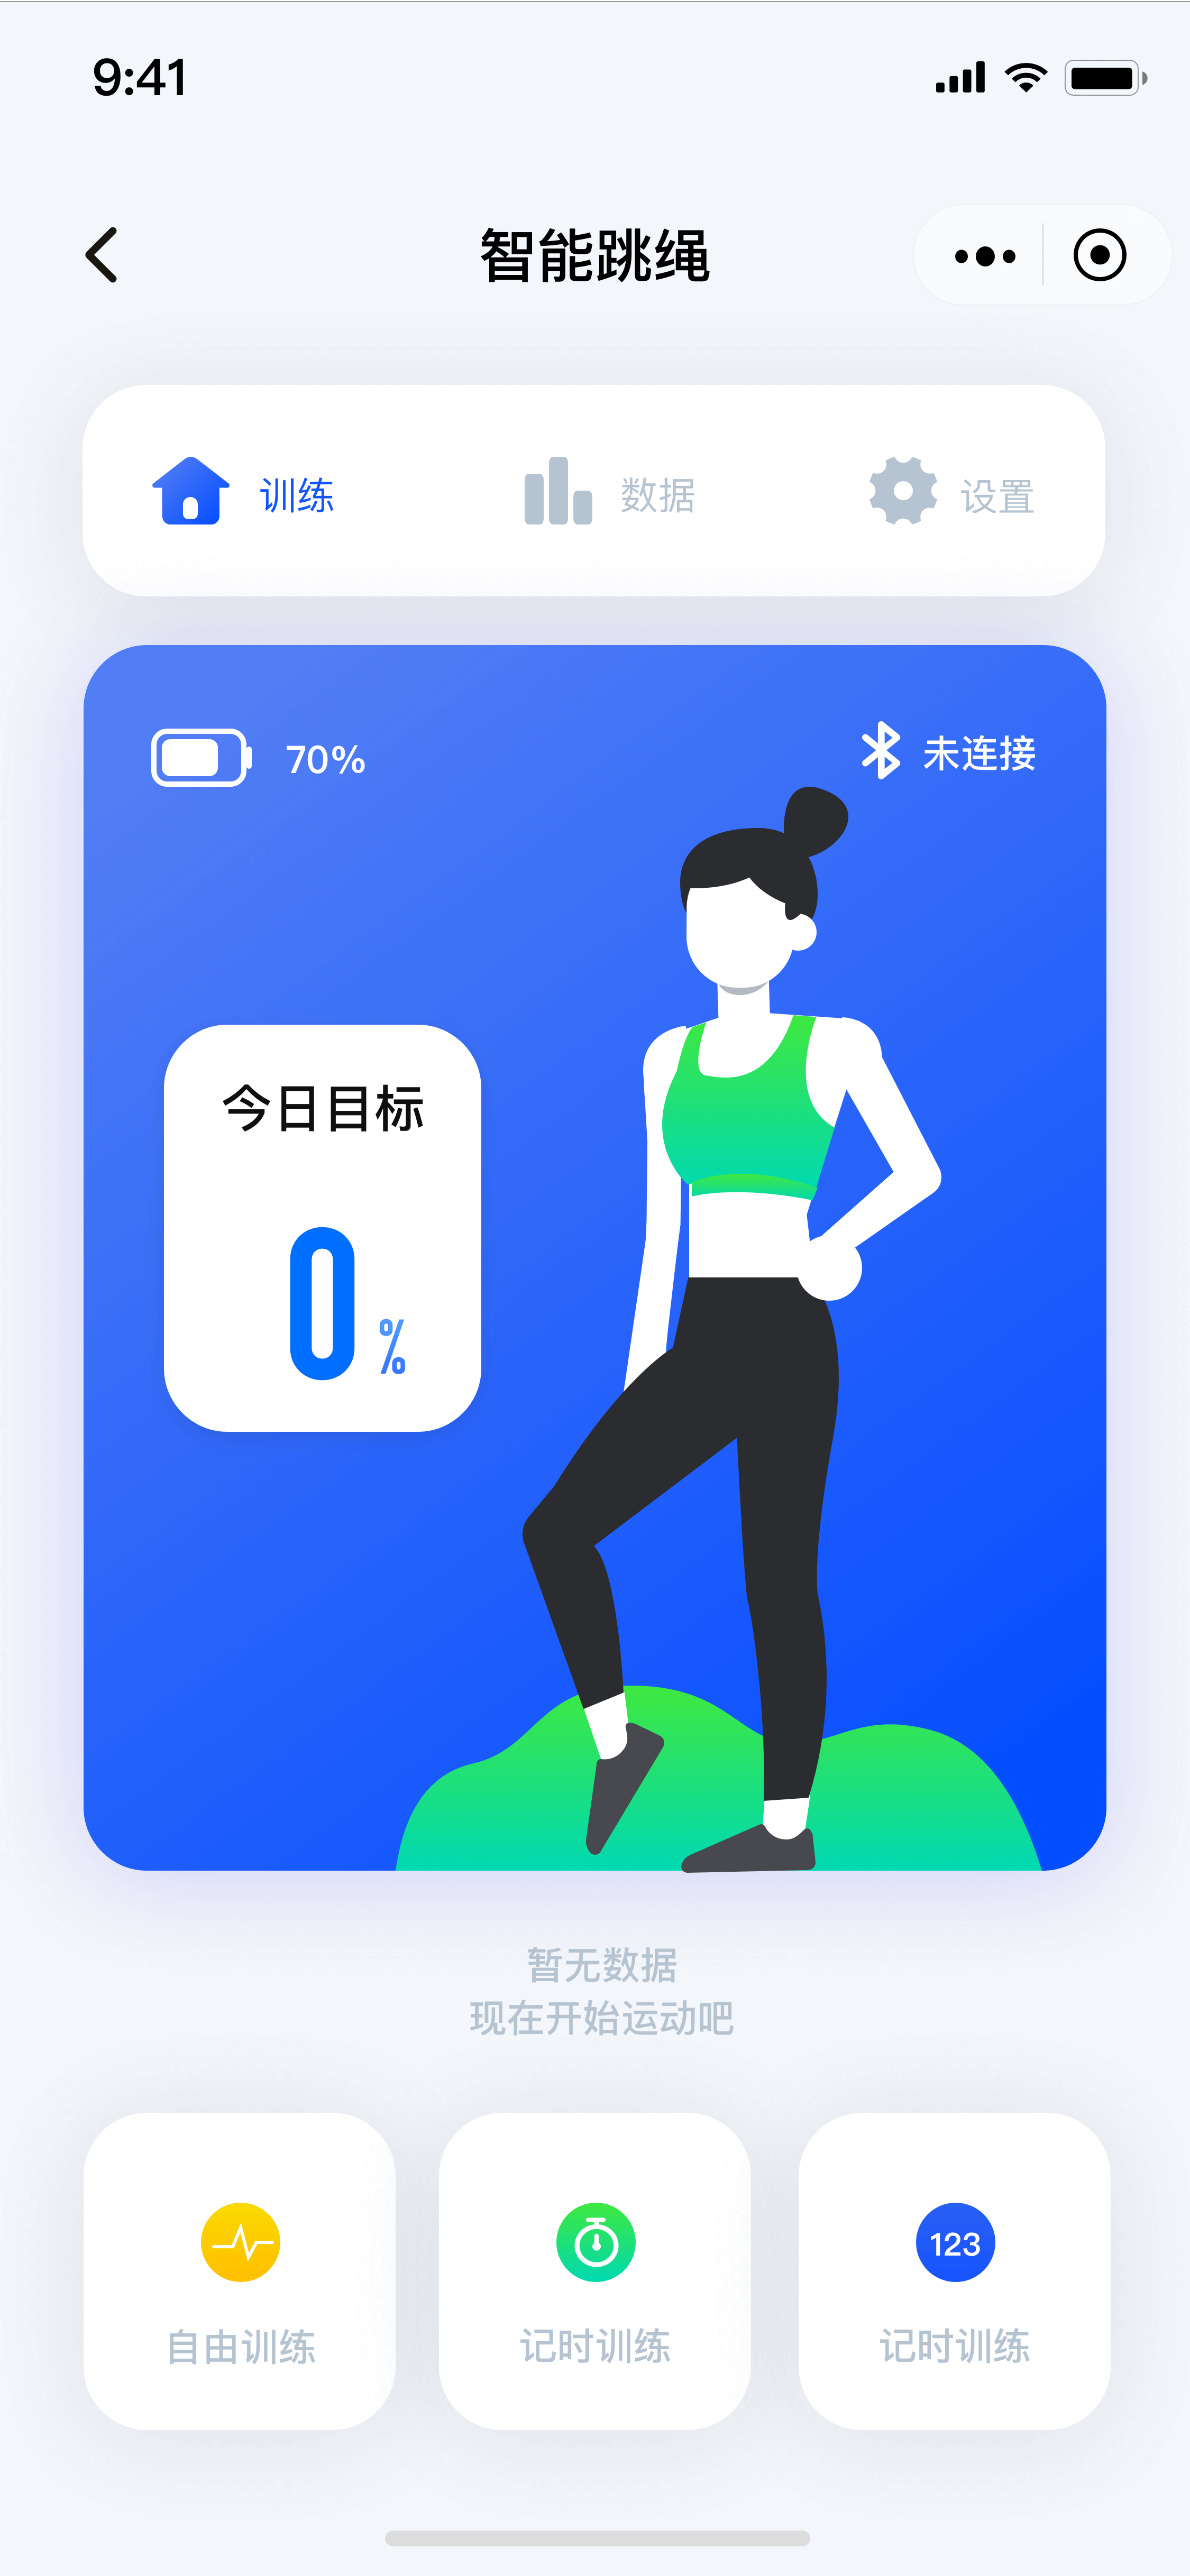 9:41
智能跳绳
训练 数据 设置
70% 未连接
今日目标
0 %
暂无数据
现在开始运动吧
123
自由训练 记时训练 记时训练